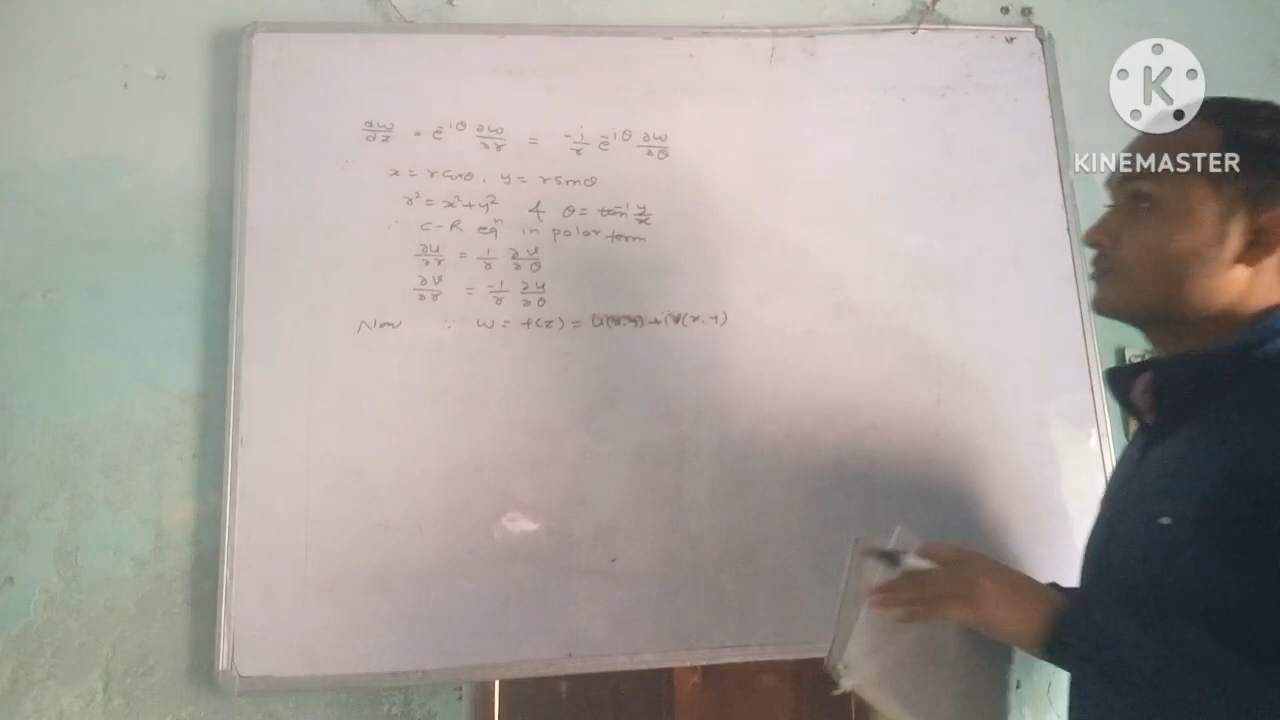 dw/dz = e^-iθ ∂w/∂r = -i/r e^-iθ ∂w/∂θ
x = r cosθ, y = r sinθ
r² = x²+y² & θ = tan⁻¹ y/x
∴ C-R eqⁿ in polar form
∂u/∂r = 1/r ∂v/∂θ
∂v/∂r = -1/r ∂u/∂θ
Now ∵ w = f(z) = u(x,y)+iv(x,y)
K
KINEMASTER